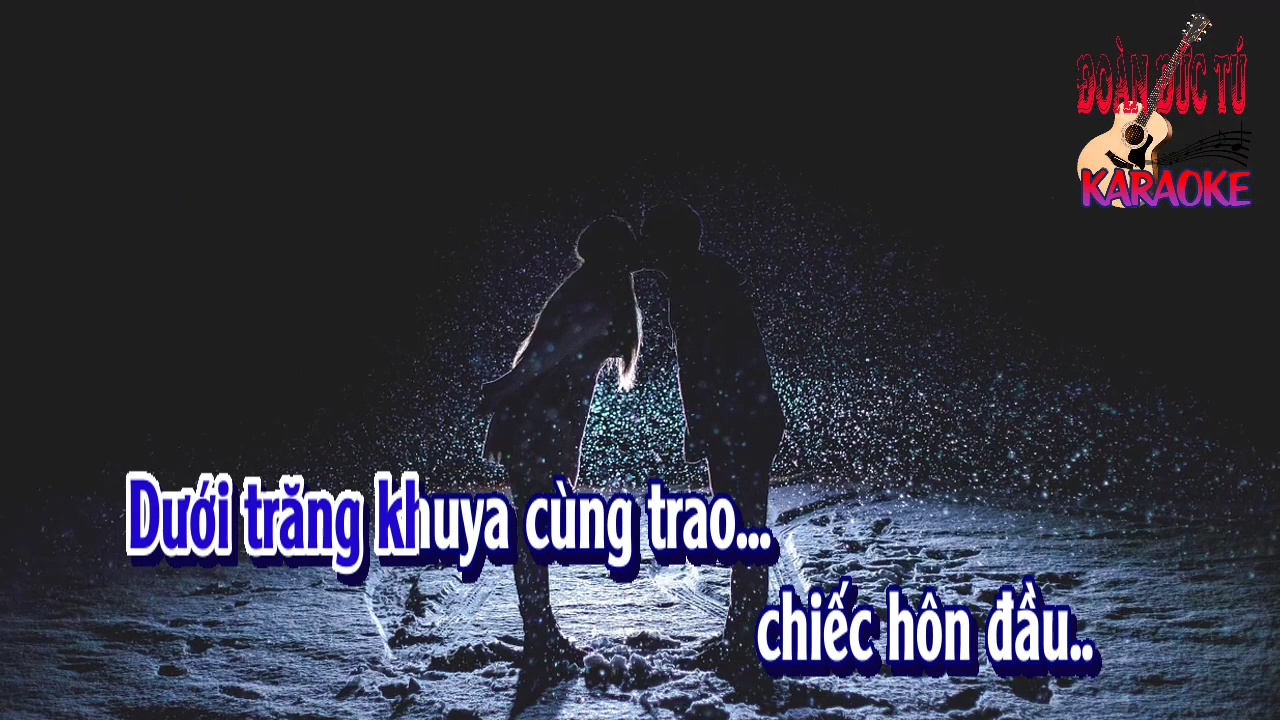 ĐOÀN ĐỨC TÚ
KARAOKE
Dưới trăng khuya cùng trao...
chiếc hôn đầu..